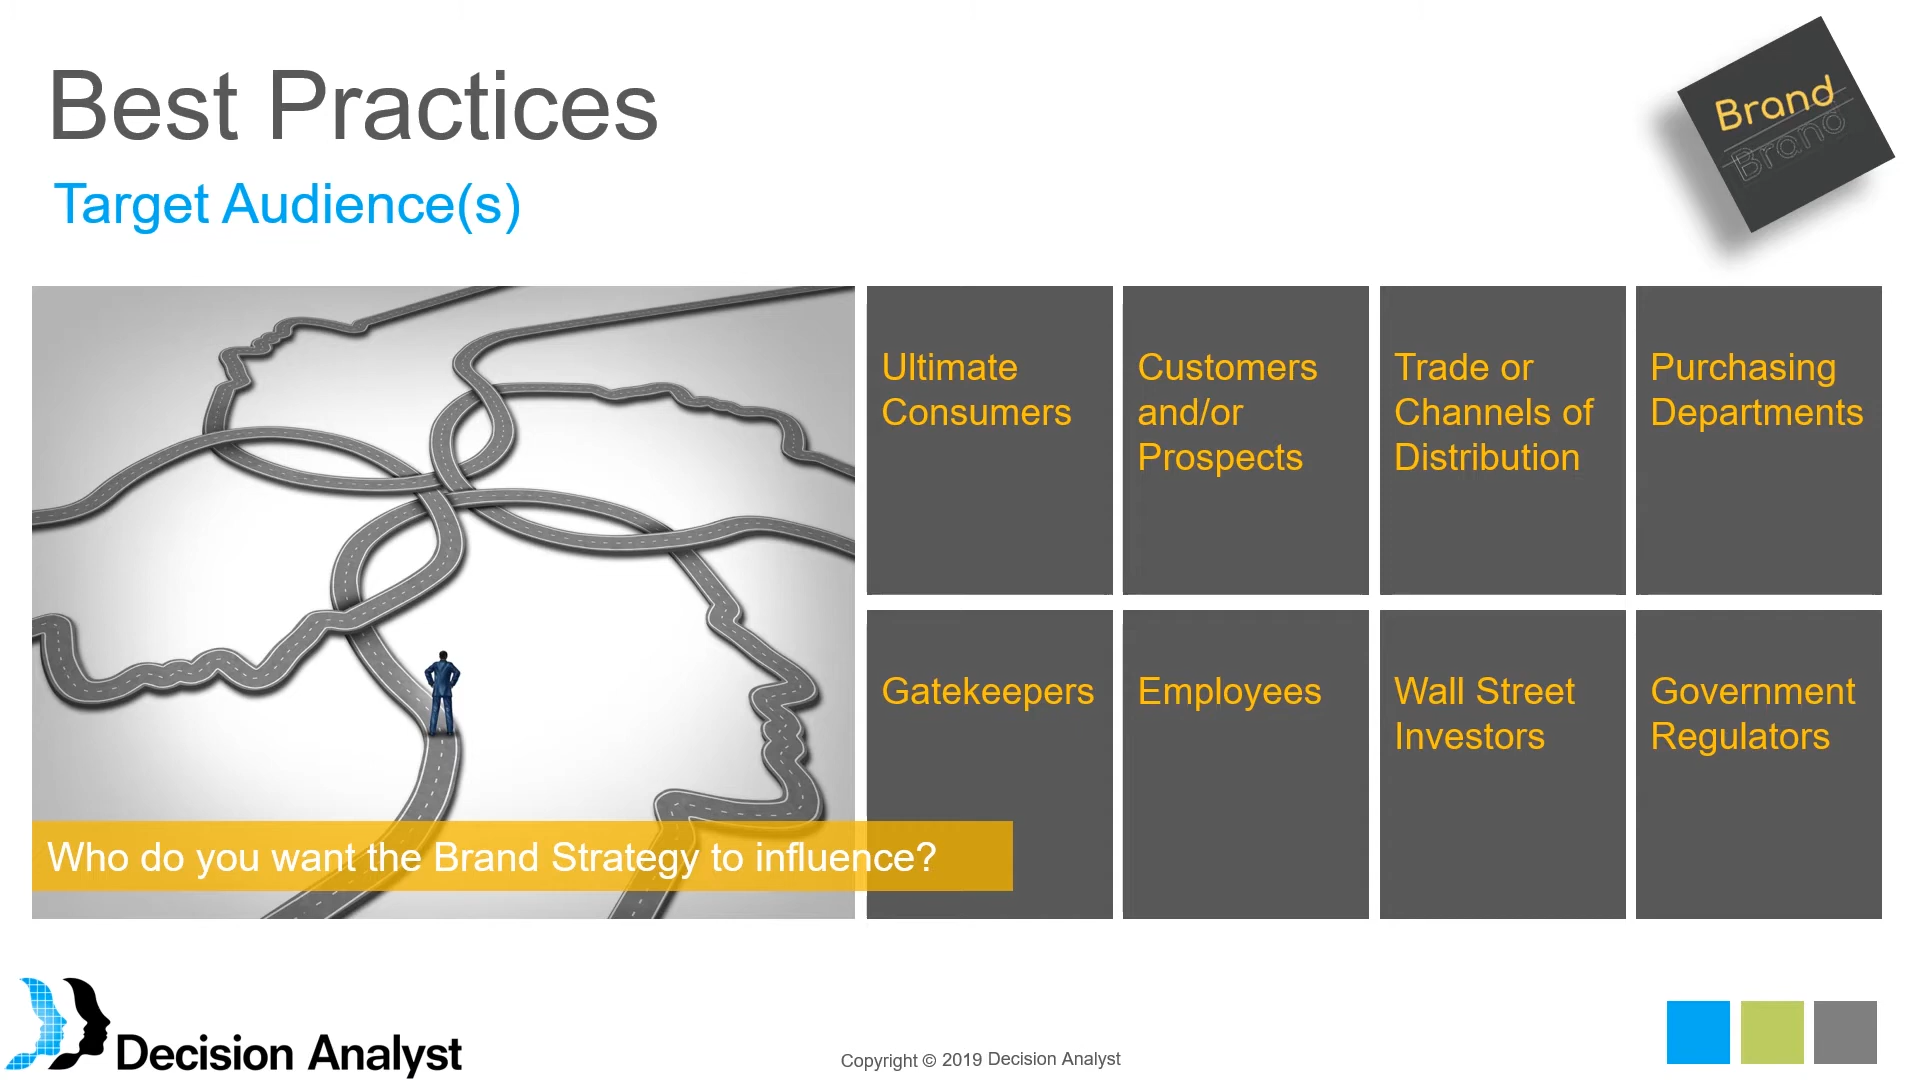 Best Practices
Target Audience(s)
Brand
Brand
Ultimate
Consumers
Customers
and/or
Prospects
Trade or
Channels of
Distribution
Purchasing
Departments
Gatekeepers
Employees
Wall Street
Investors
Government
Regulators
Who do you want the Brand Strategy to influence?
Decision Analyst
Copyright © 2019 Decision Analyst